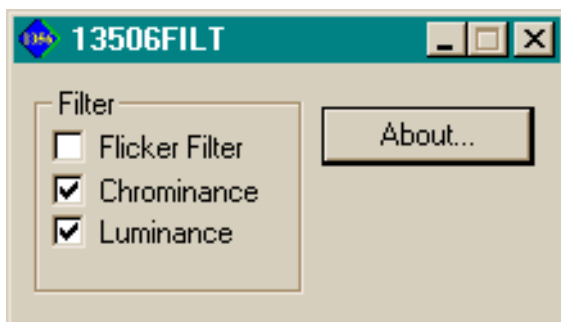 13506FILT
Filter
Flicker Filter
Chrominance
Luminance
About...